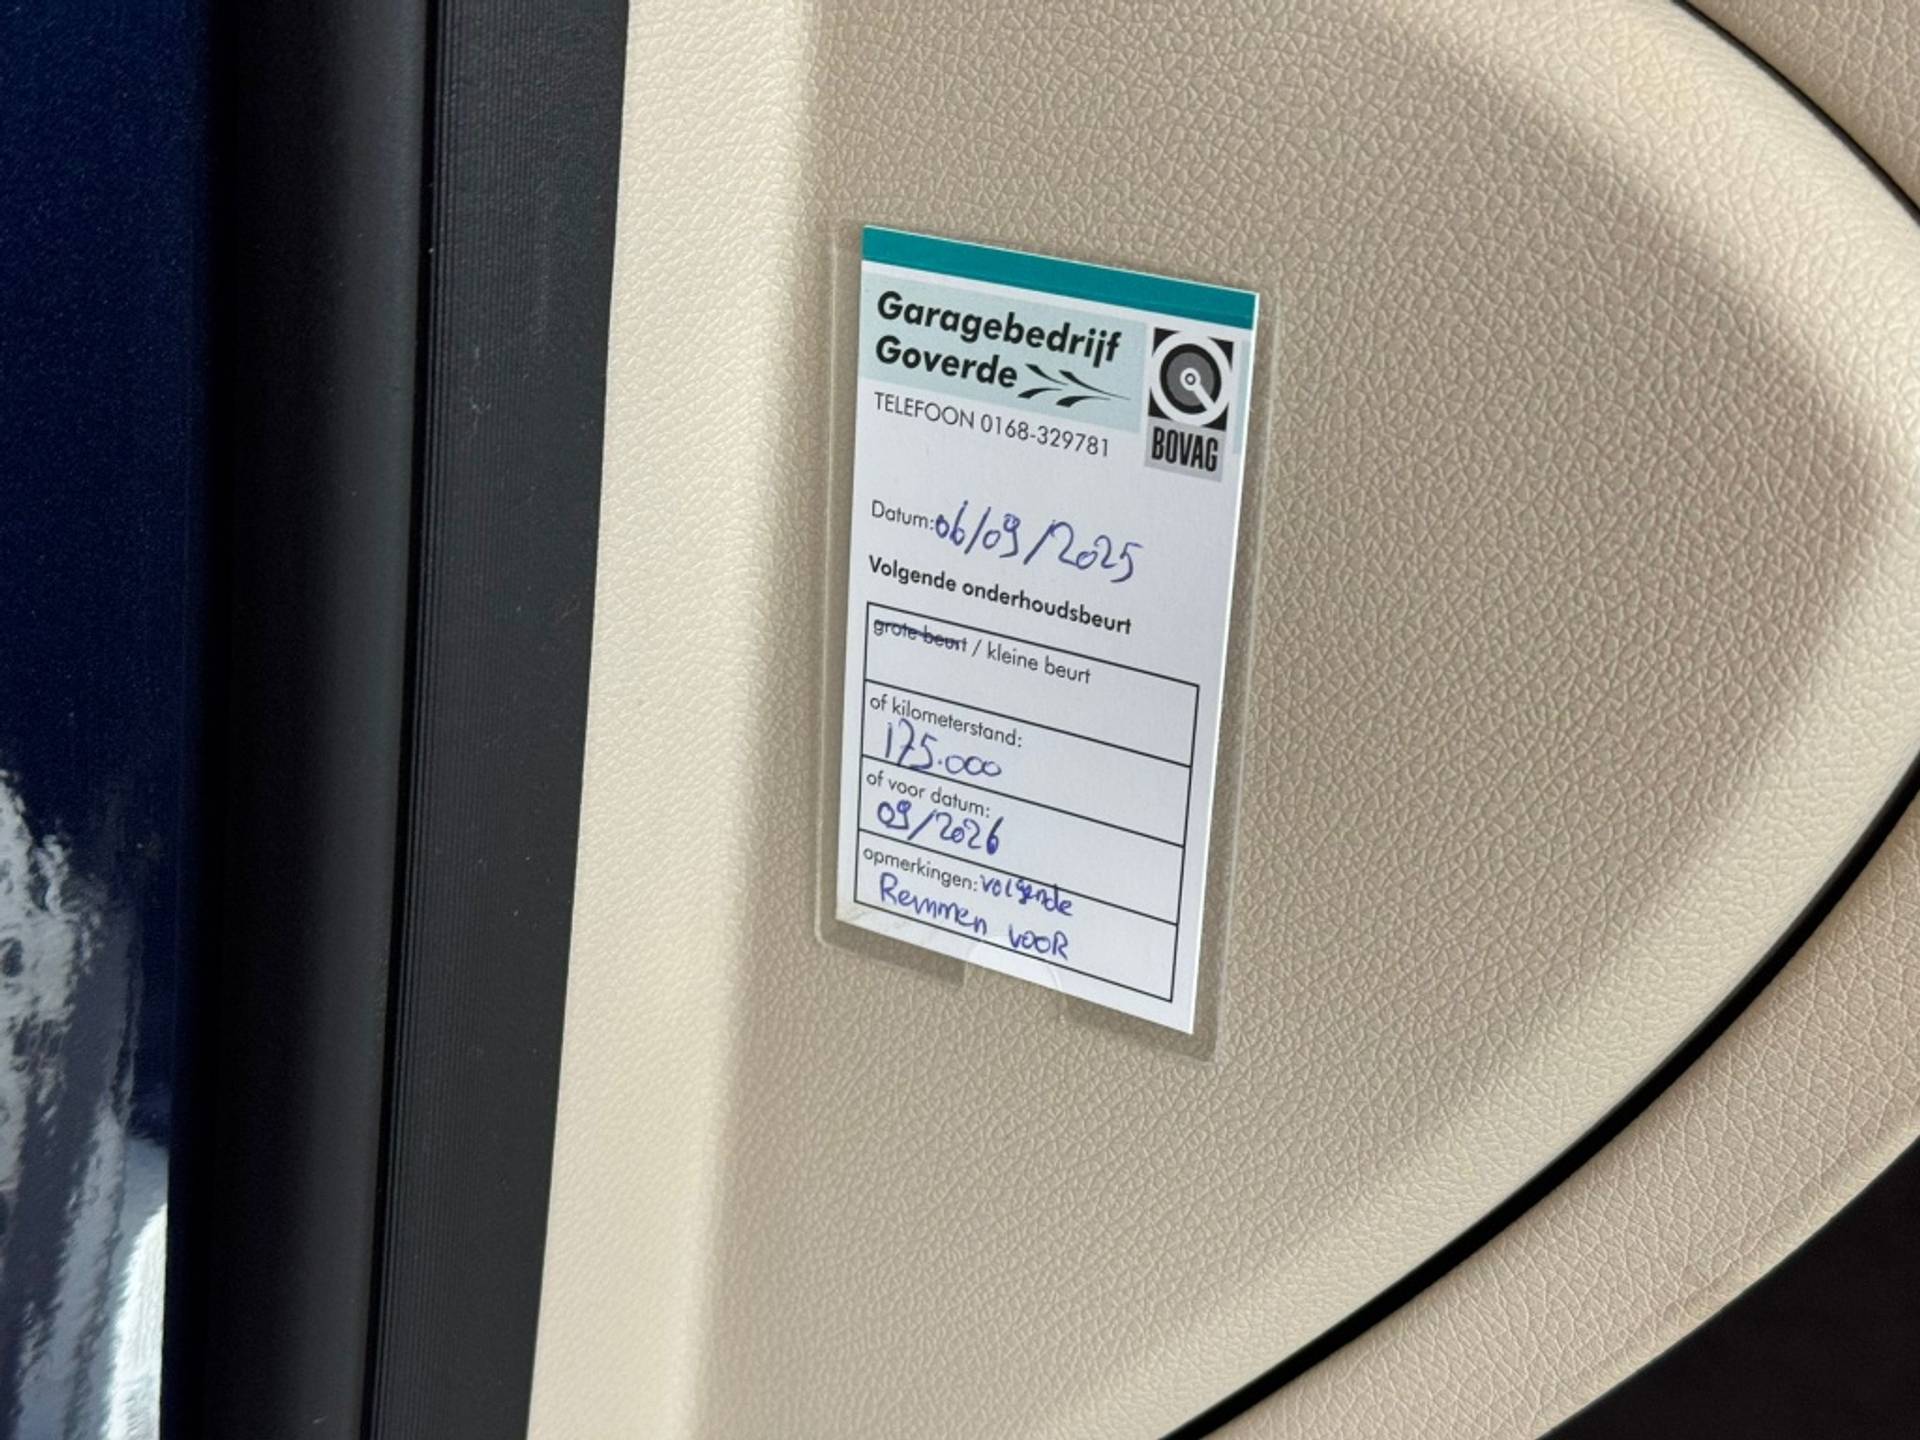 Garagebedrijf
Goverde
BOVAG
TELEFOON 0168-329781
Datum: 06/09/2025
Volgende onderhoudsbeurt
grote beurt / kleine beurt
of kilometerstand:
175.000
of voor datum:
09/2026
opmerkingen: volgende
Remmen vooR